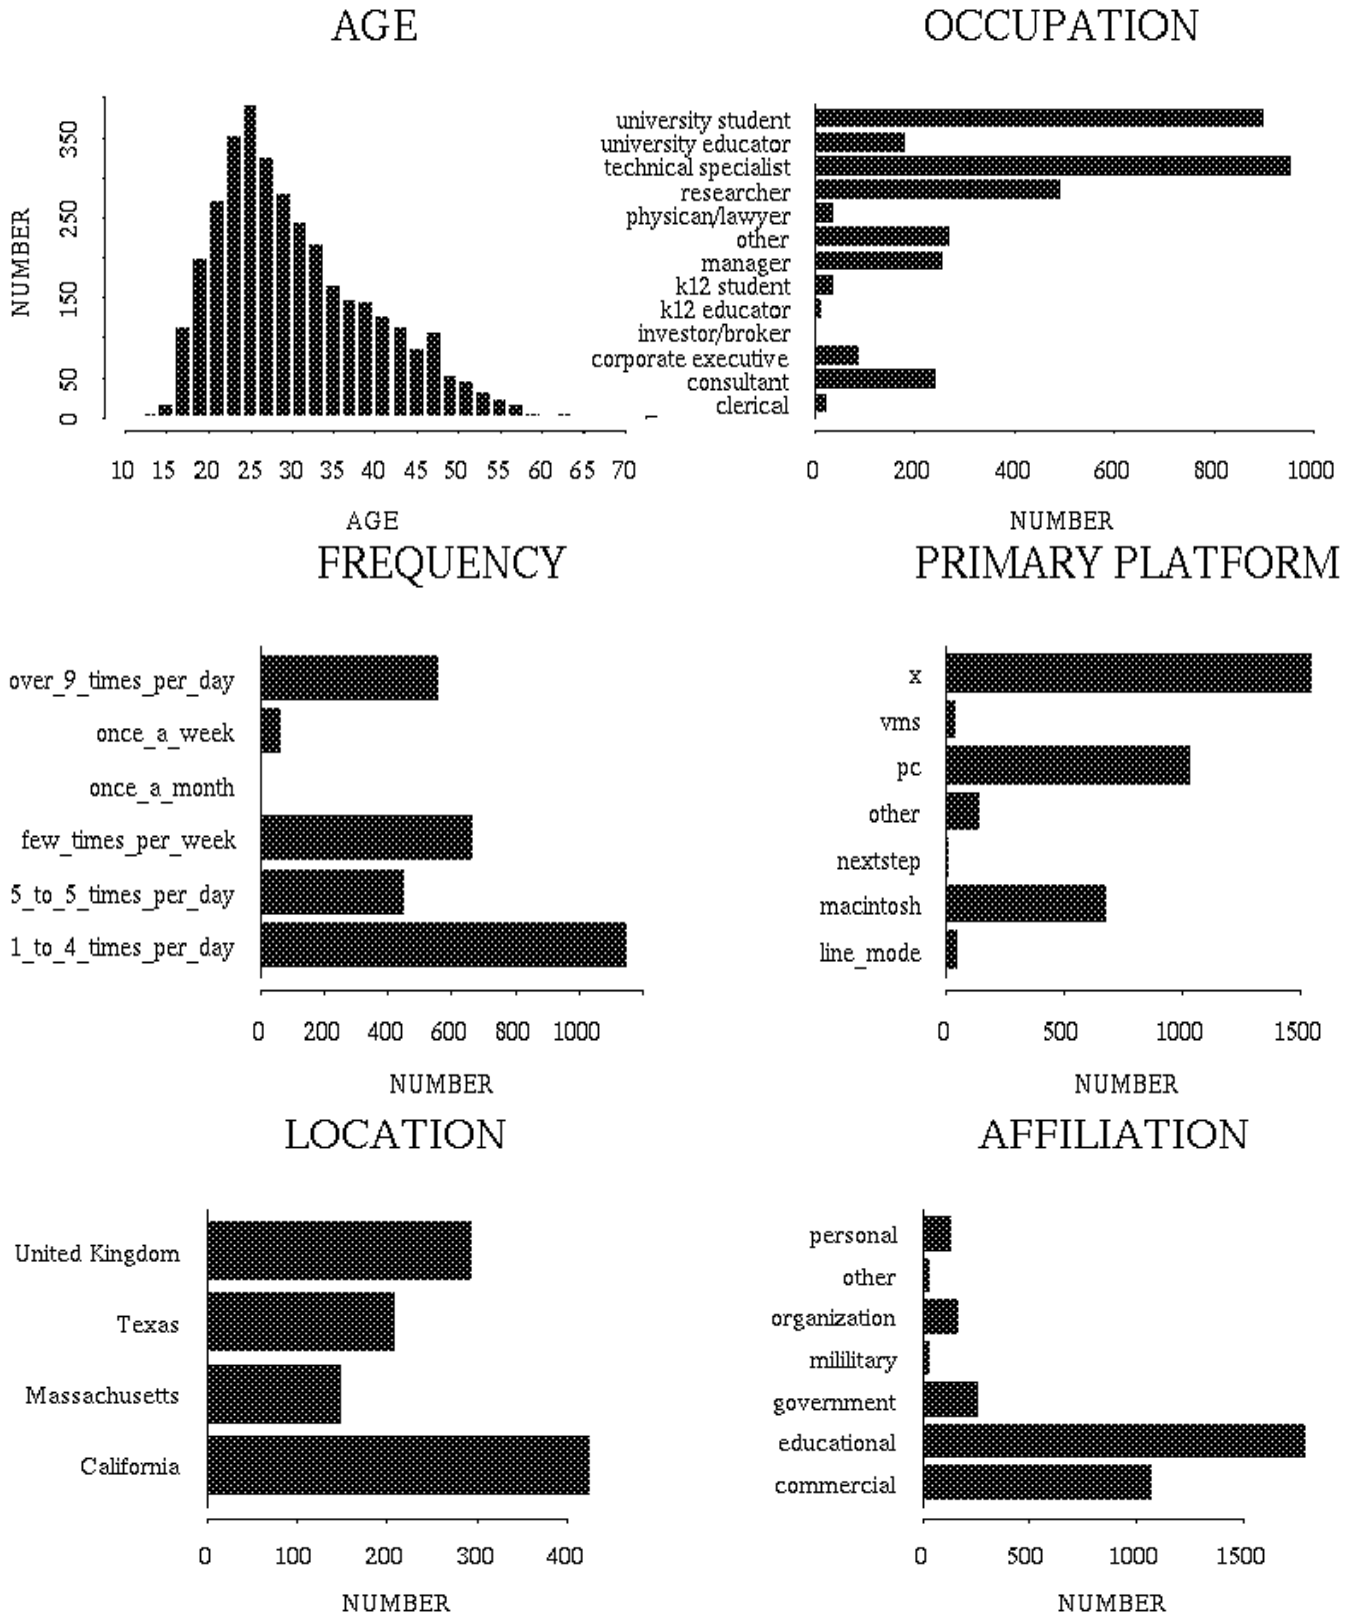 AGE
OCCUPATION
NUMBER
350
250
150
50
0
10 15 20 25 30 35 40 45 50 55 60 65 70
AGE
university student
university educator
technical specialist
researcher
physican/lawyer
other
manager
k12 student
k12 educator
investor/broker
corporate executive
consultant
clerical
0 200 400 600 800 1000
NUMBER
FREQUENCY
PRIMARY PLATFORM
over_9_times_per_day
once_a_week
once_a_month
few_times_per_week
5_to_5_times_per_day
1_to_4_times_per_day
0 200 400 600 800 1000
NUMBER
x
vms
pc
other
nextstep
macintosh
line_mode
0 500 1000 1500
NUMBER
LOCATION
AFFILIATION
United Kingdom
Texas
Massachusetts
California
0 100 200 300 400
NUMBER
personal
other
organization
mililitary
government
educational
commercial
0 500 1000 1500
NUMBER